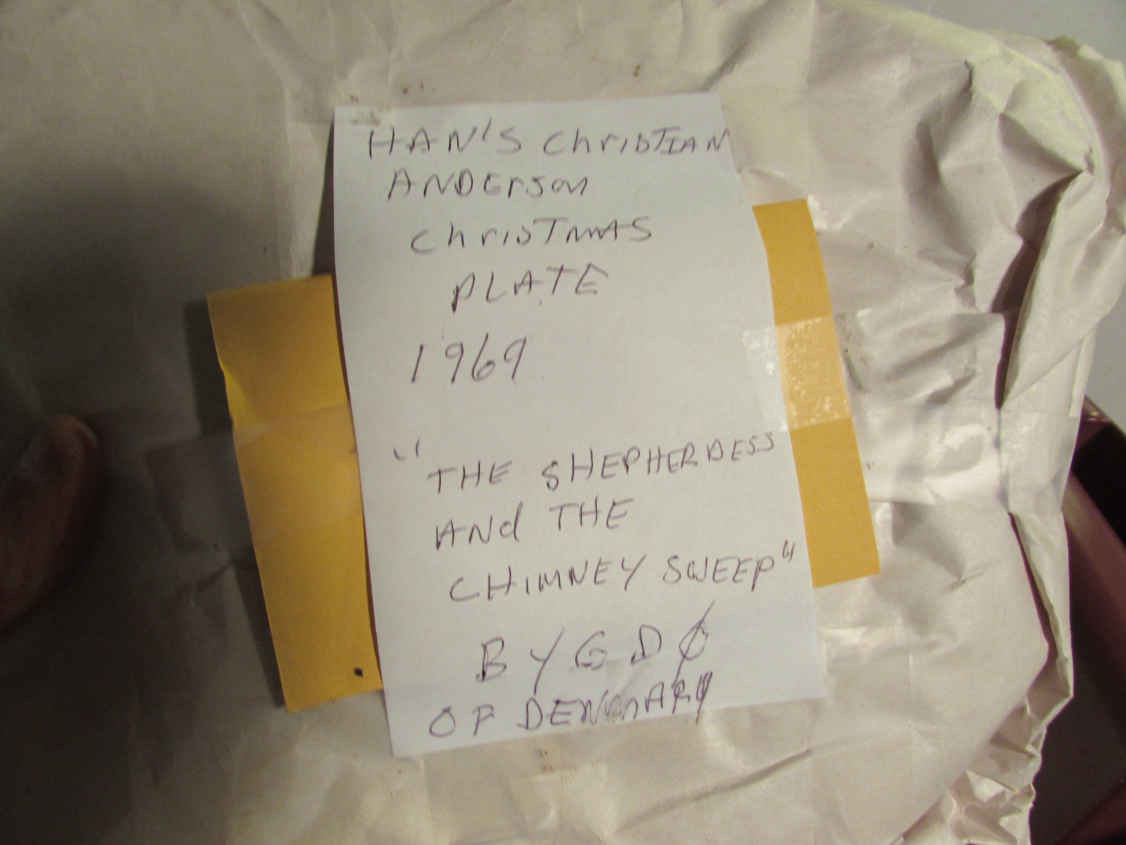 HAN'S ChrisTIAN
ANDErson
ChrisTmAS
PLATE
1969
"THE SHEPHERDESS
ANd THE
CHIMNEY SWEEP"
BYGDØ
OF DENMARK